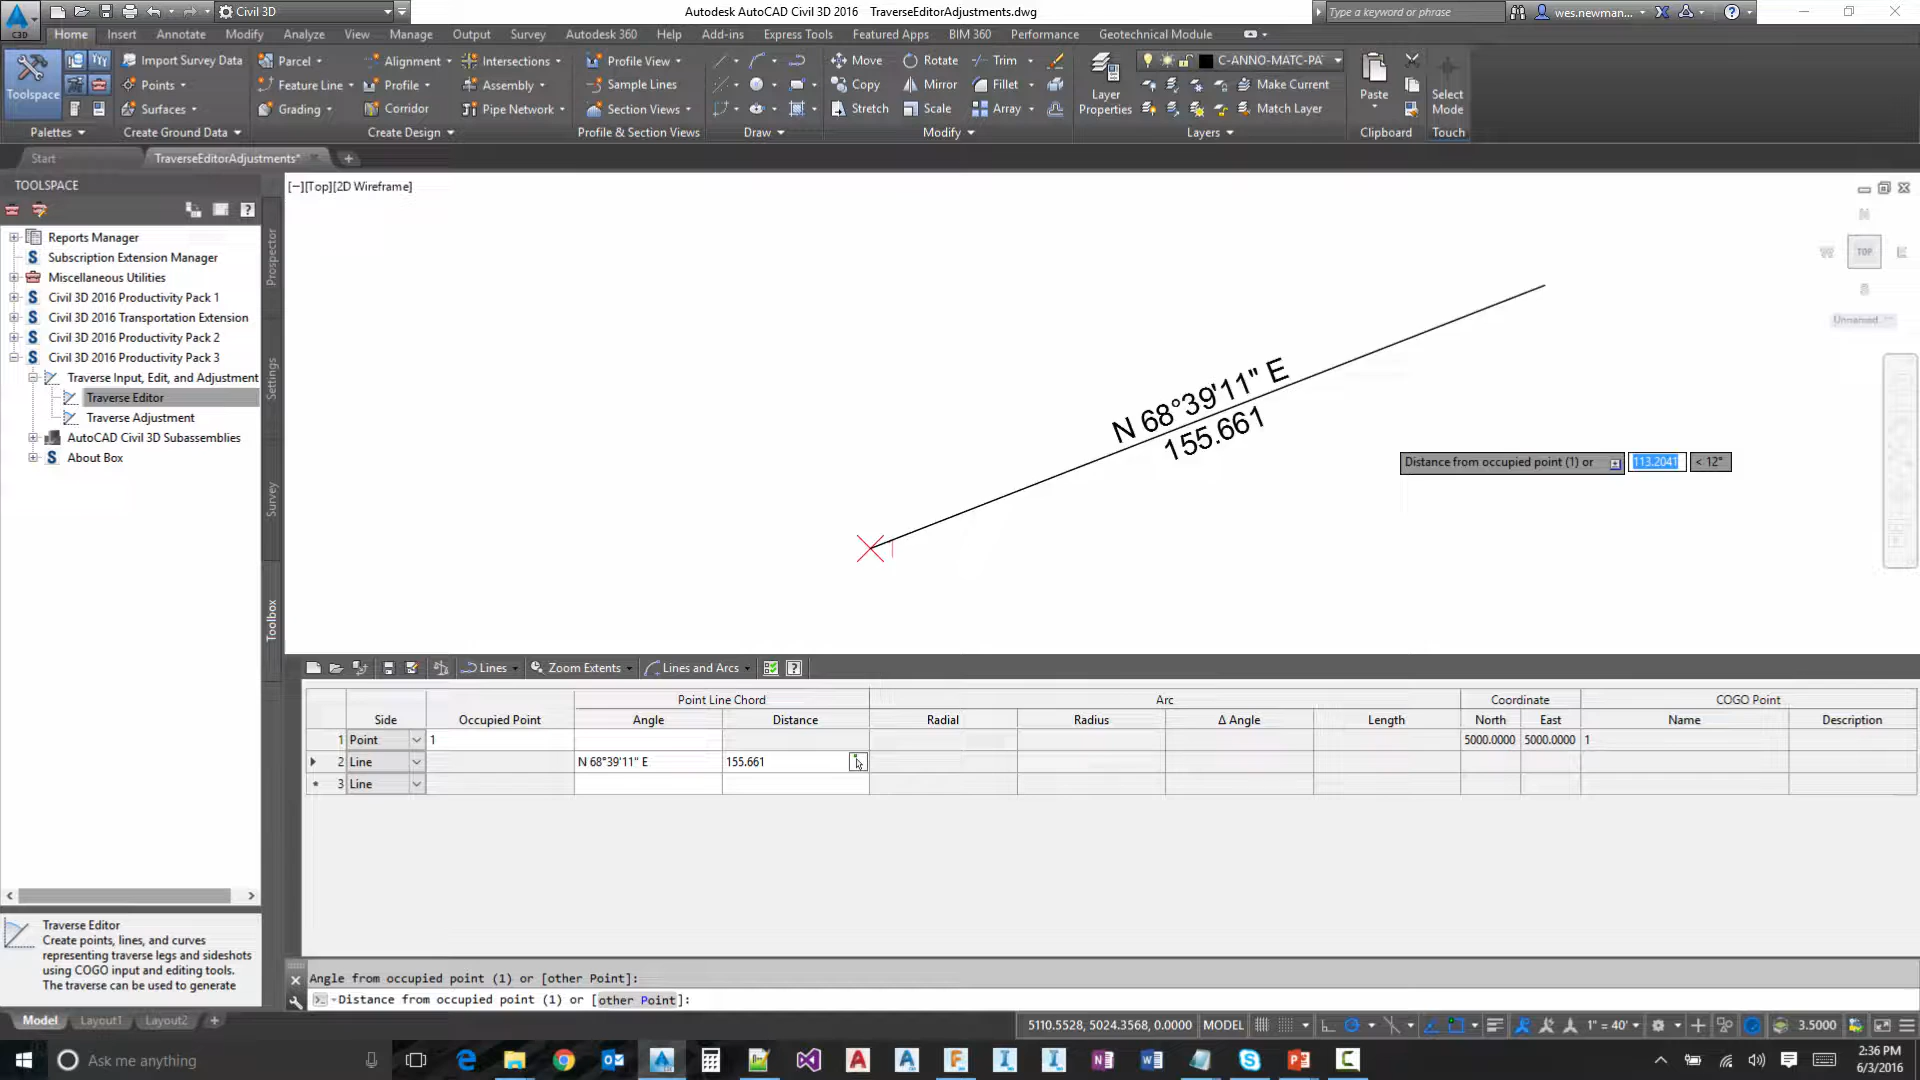 C3D
Civil 3D
Autodesk AutoCAD Civil 3D 2016 TraverseEditorAdjustments.dwg
Type a keyword or phrase
wes.newman...
Home Insert Annotate Modify Analyze View Manage Output Survey Autodesk 360 Help Add-ins Express Tools Featured Apps BIM 360 Performance Geotechnical Module
Toolspace
Import Survey Data
Points
Surfaces
Parcel
Feature Line
Grading
Alignment
Profile
Corridor
Intersections
Assembly
Pipe Network
Profile View
Sample Lines
Section Views
Move
Copy
Stretch
Rotate
Mirror
Scale
Trim
Fillet
Array
Layer Properties
C-ANNO-MATC-PA
Make Current
Match Layer
Paste
Select Mode
Palettes Create Ground Data Create Design Profile & Section Views Draw Modify Layers Clipboard Touch
Start TraverseEditorAdjustments*
TOOLSPACE
Reports Manager
Subscription Extension Manager
Miscellaneous Utilities
Civil 3D 2016 Productivity Pack 1
Civil 3D 2016 Transportation Extension
Civil 3D 2016 Productivity Pack 2
Civil 3D 2016 Productivity Pack 3
Traverse Input, Edit, and Adjustment
Traverse Editor
Traverse Adjustment
AutoCAD Civil 3D Subassemblies
About Box
Prospector
Settings
Survey
Toolbox
[−][Top][2D Wireframe]
TOP
E
S
Unnamed
N 68°39'11" E
155.661
Distance from occupied point (1) or 113.2041 < 12°
Lines Zoom Extents Lines and Arcs
Point Line Chord Arc Coordinate COGO Point
Side Occupied Point Angle Distance Radial Radius Δ Angle Length North East Name Description
1 Point 1 5000.0000 5000.0000 1
2 Line N 68°39'11" E 155.661
* 3 Line
Traverse Editor
Create points, lines, and curves
representing traverse legs and sideshots
using COGO input and editing tools.
The traverse can be used to generate
Angle from occupied point (1) or [other Point]:
Distance from occupied point (1) or [other Point]:
Model Layout1 Layout2 +
5110.5528, 5024.3568, 0.0000 MODEL 1" = 40' 3.5000
Ask me anything
2:36 PM
6/3/2016